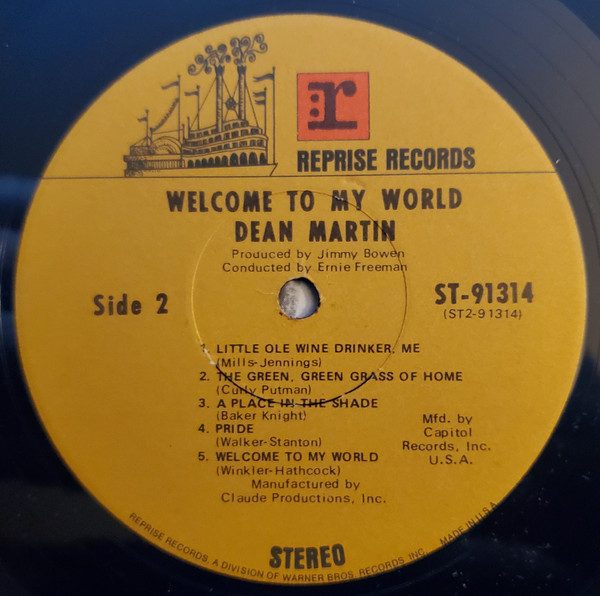 r:
REPRISE RECORDS
WELCOME TO MY WORLD
DEAN MARTIN
Produced by Jimmy Bowen
Conducted by Ernie Freeman
Side 2
ST-91314
(ST2-91314)
1. LITTLE OLE WINE DRINKER, ME
(Mills-Jennings)
2. THE GREEN, GREEN GRASS OF HOME
(Curly Putman)
3. A PLACE IN THE SHADE
(Baker Knight)
4. PRIDE
(Walker-Stanton)
5. WELCOME TO MY WORLD
(Winkler-Hathcock)
Mfd. by
Capitol
Records, Inc.
U.S.A.
Manufactured by
Claude Productions, Inc.
STEREO
REPRISE RECORDS, A DIVISION OF WARNER BROS. RECORDS, INC. MADE IN U.S.A.